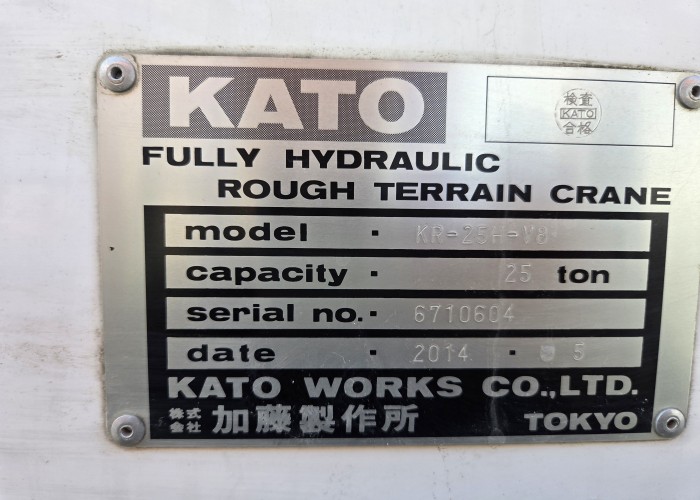 KATO
検査
KATO
合格
FULLY HYDRAULIC
ROUGH TERRAIN CRANE
model · KR-25H-V8
capacity · 25 ton
serial no. · 6710604
date · 2014 · 5
KATO WORKS CO.,LTD.
株式会社 加藤製作所 TOKYO